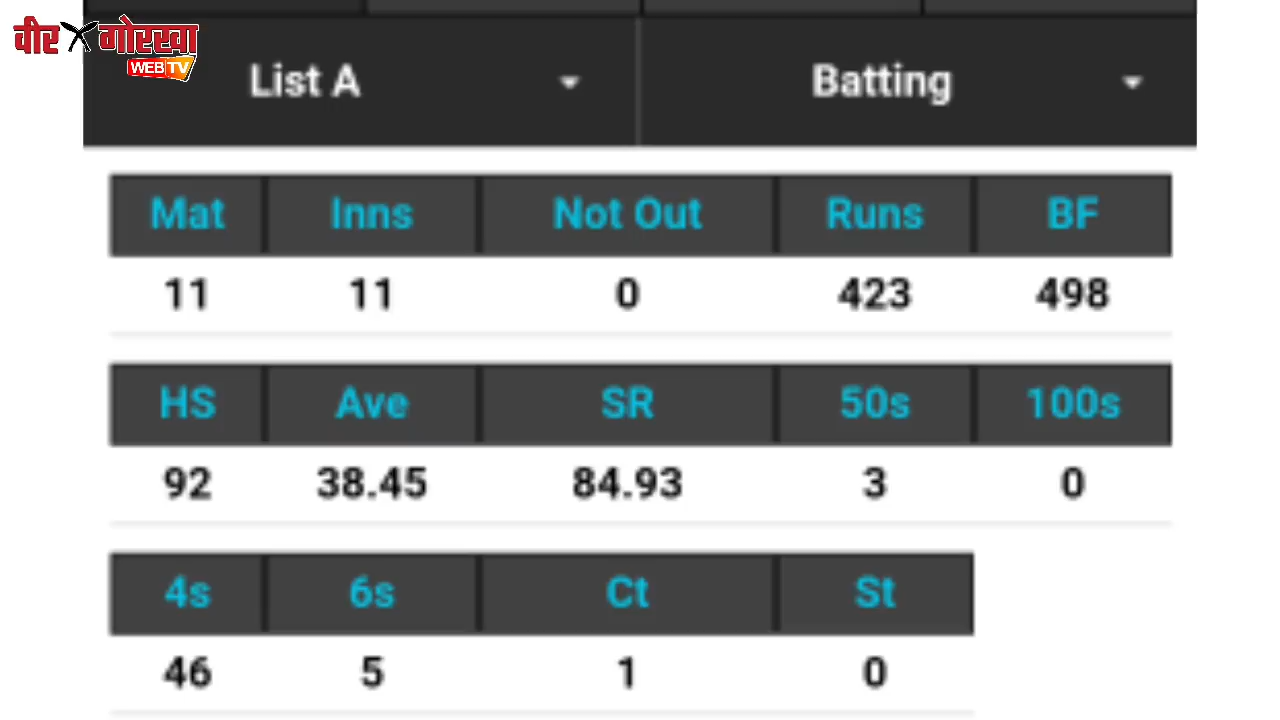 वीर गोरखा
WEB TV
List A Batting
Mat Inns Not Out Runs BF
11 11 0 423 498
HS Ave SR 50s 100s
92 38.45 84.93 3 0
4s 6s Ct St
46 5 1 0